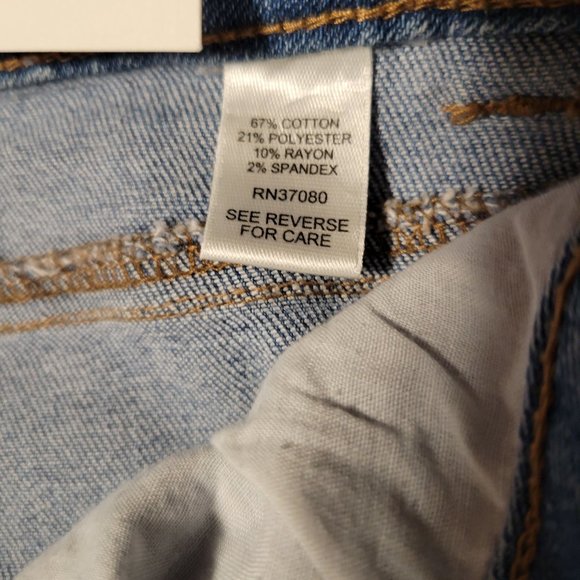 67% COTTON
21% POLYESTER
10% RAYON
2% SPANDEX
RN37080
SEE REVERSE
FOR CARE